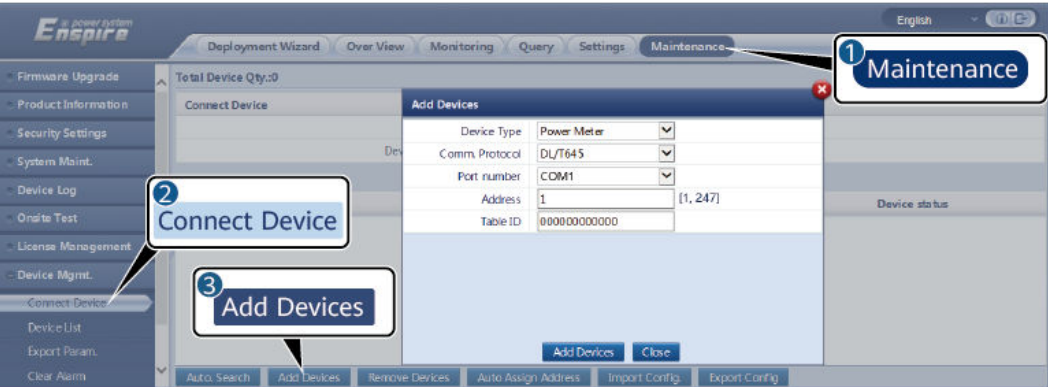 power system
Enspire
English
Deployment Wizard
Over View
Monitoring
Query
Settings
Maintenance
1
Maintenance
Firmware Upgrade
Product Information
Security Settings
System Maint.
Device Log
Onsite Test
License Management
Device Mgmt.
Connect Device
Device List
Export Param.
Clear Alarm
Total Device Qty.:0
Connect Device
Dev
Device status
2
Connect Device
3
Add Devices
Add Devices
Device Type Power Meter
Comm. Protocol DL/T645
Port number COM1
Address 1 [1, 247]
Table ID 000000000000
Add Devices
Close
Auto. Search
Add Devices
Remove Devices
Auto Assign Address
Import Config.
Export Config